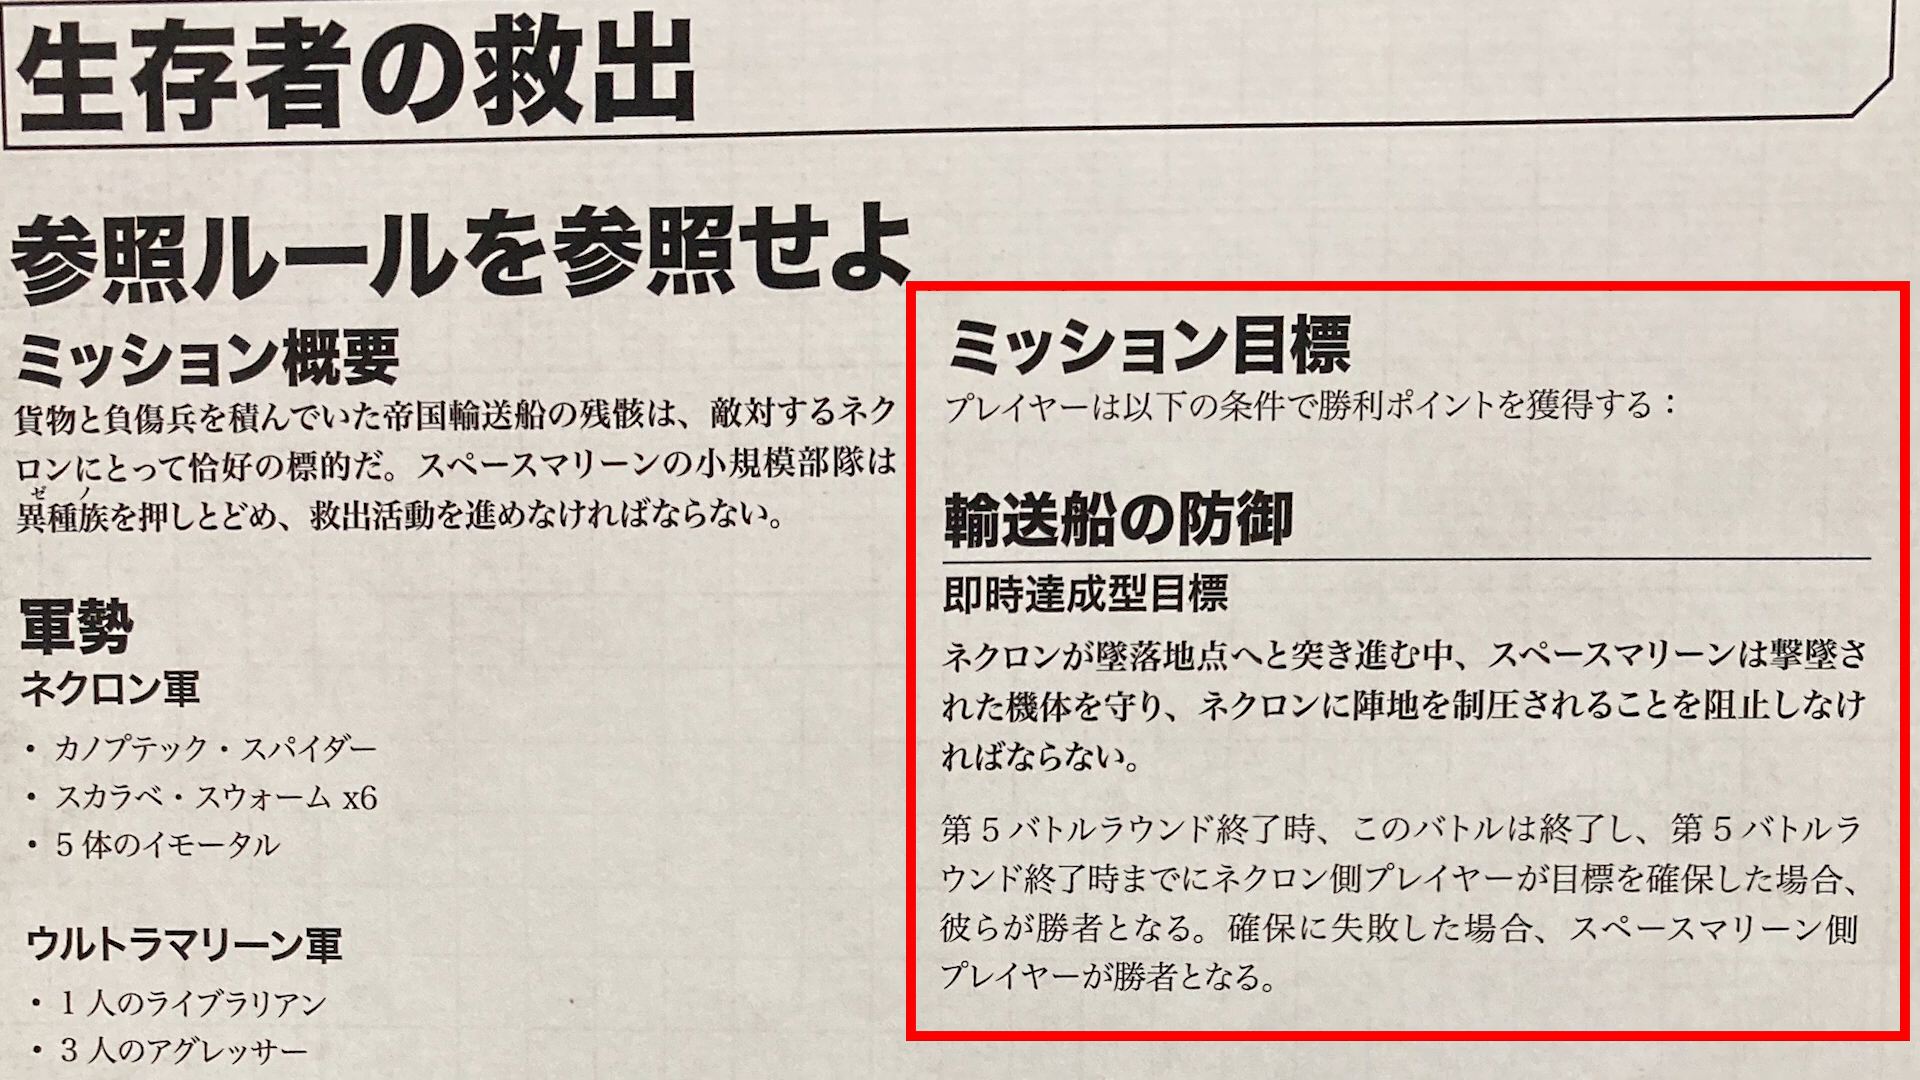 生存者の救出
参照ルールを参照せよ
ミッション概要
貨物と負傷兵を積んでいた帝国輸送船の残骸は、敵対するネク
ロンにとって恰好の標的だ。スペースマリーンの小規模部隊は
ゼノ
異種族を押しとどめ、救出活動を進めなければならない。
軍勢
ネクロン軍
• カノプテック・スパイダー
• スカラベ・スウォーム x6
• 5 体のイモータル
ウルトラマリーン軍
• 1 人のライブラリアン
• 3 人のアグレッサー
ミッション目標
プレイヤーは以下の条件で勝利ポイントを獲得する：
輸送船の防御
即時達成型目標
ネクロンが墜落地点へと突き進む中、スペースマリーンは撃墜さ
れた機体を守り、ネクロンに陣地を制圧されることを阻止しなけ
ればならない。
第 5 バトルラウンド終了時、このバトルは終了し、第 5 バトルラ
ウンド終了時までにネクロン側プレイヤーが目標を確保した場合、
彼らが勝者となる。確保に失敗した場合、スペースマリーン側
プレイヤーが勝者となる。